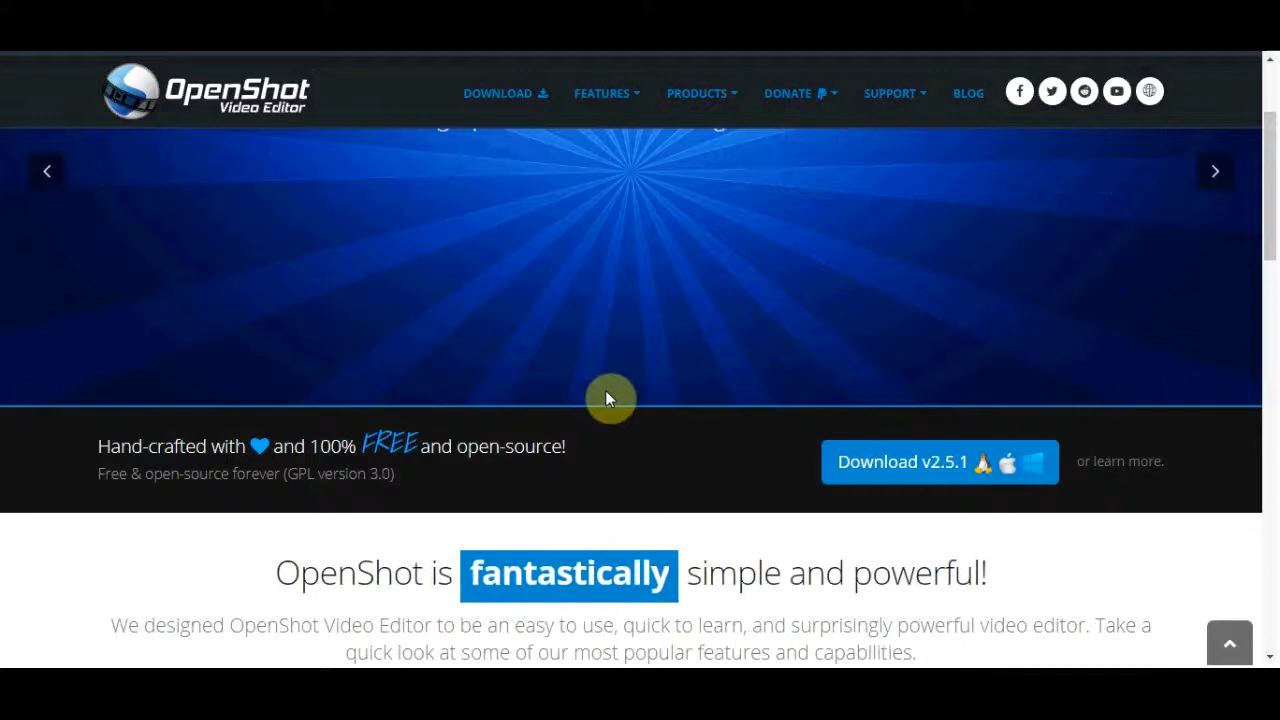 OpenShot
Video Editor
DOWNLOAD
FEATURES
PRODUCTS
DONATE
SUPPORT
BLOG
Hand-crafted with and 100% FREE and open-source!
Free & open-source forever (GPL version 3.0)
Download v2.5.1
or learn more.
OpenShot is fantastically simple and powerful!
We designed OpenShot Video Editor to be an easy to use, quick to learn, and surprisingly powerful video editor. Take a
quick look at some of our most popular features and capabilities.